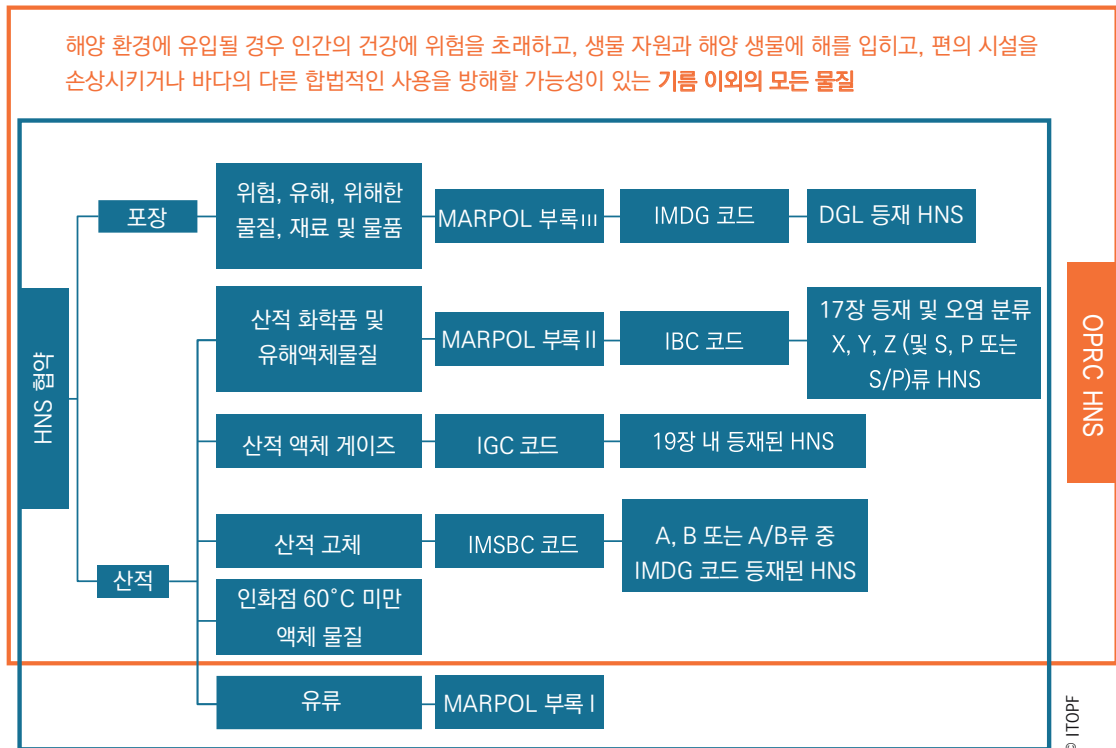 해양 환경에 유입될 경우 인간의 건강에 위험을 초래하고, 생물 자원과 해양 생물에 해를 입히고, 편의 시설을
손상시키거나 바다의 다른 합법적인 사용을 방해할 가능성이 있는 기름 이외의 모든 물질
HNS 협약
포장
위험, 유해, 위해한
물질, 재료 및 물품
MARPOL 부록 III
IMDG 코드
DGL 등재 HNS
산적 화학품 및
유해액체물질
MARPOL 부록 II
IBC 코드
17장 등재 및 오염 분류
X, Y, Z (및 S, P 또는
S/P)류 HNS
산적 액체 게이즈
IGC 코드
19장 내 등재된 HNS
산적
산적 고체
IMSBC 코드
A, B 또는 A/B류 중
IMDG 코드 등재된 HNS
인화점 60°C 미만
액체 물질
유류
MARPOL 부록 I
OPRC HNS
© ITOPF